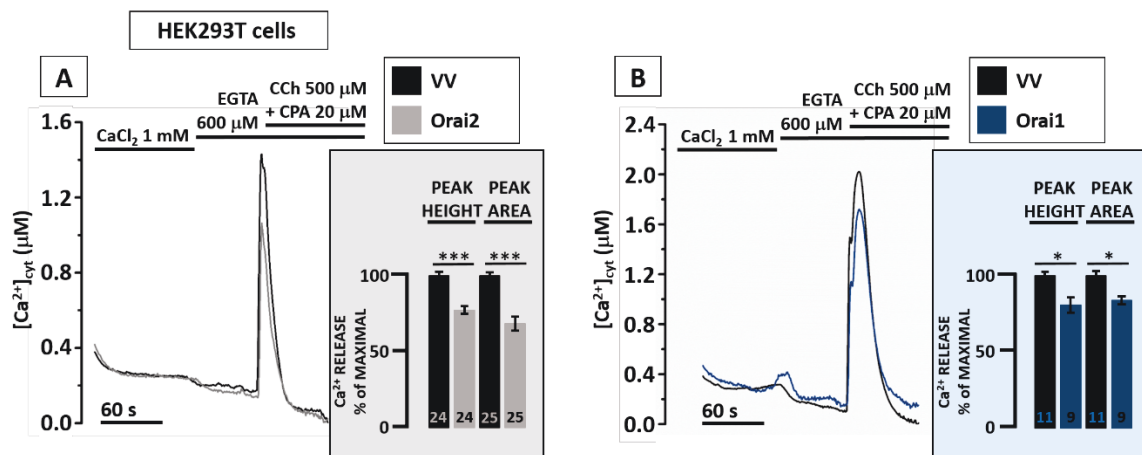 HEK293T cells
A
VV
Orai2
CCh 500 μM
+ CPA 20 μM
EGTA
600 μM
CaCl₂ 1 mM
1.6
1.2
0.8
0.4
0.0
[Ca²⁺]cyt (μM)
60 s
PEAK HEIGHT
PEAK AREA
*** ***
100
50
Ca²⁺ RELEASE
% of MAXIMAL
24 24 25 25
B
VV
Orai1
CCh 500 μM
+ CPA 20 μM
EGTA
600 μM
CaCl₂ 1 mM
2.4
2.0
1.6
1.2
0.8
0.4
0.0
[Ca²⁺]cyt (μM)
60 s
PEAK HEIGHT
PEAK AREA
* *
100
50
Ca²⁺ RELEASE
% of MAXIMAL
11 9 11 9